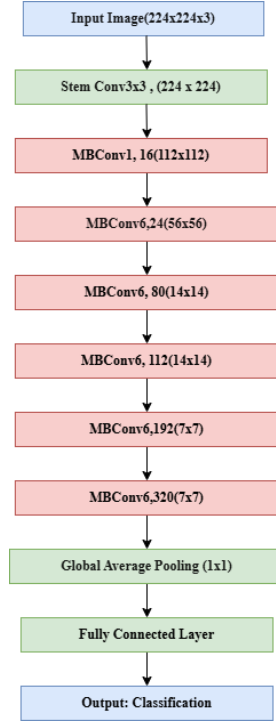 Input Image(224x224x3)
Stem Conv3x3 , (224 x 224)
MBConv1, 16(112x112)
MBConv6,24(56x56)
MBConv6, 80(14x14)
MBConv6, 112(14x14)
MBConv6,192(7x7)
MBConv6,320(7x7)
Global Average Pooling (1x1)
Fully Connected Layer
Output: Classification